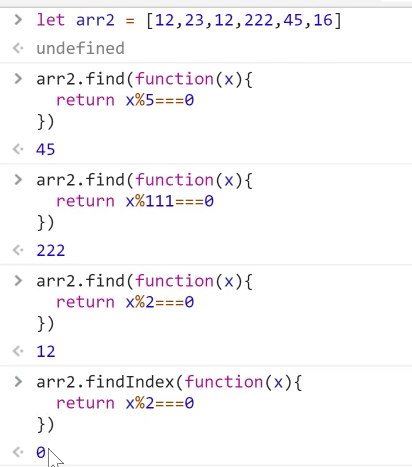 > let arr2 = [12,23,12,222,45,16]
< undefined
> arr2.find(function(x){
return x%5===0
})
< 45
> arr2.find(function(x){
return x%111===0
})
< 222
> arr2.find(function(x){
return x%2===0
})
< 12
> arr2.findIndex(function(x){
return x%2===0
})
< 0